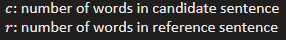 c: number of words in candidate sentence
r: number of words in reference sentence